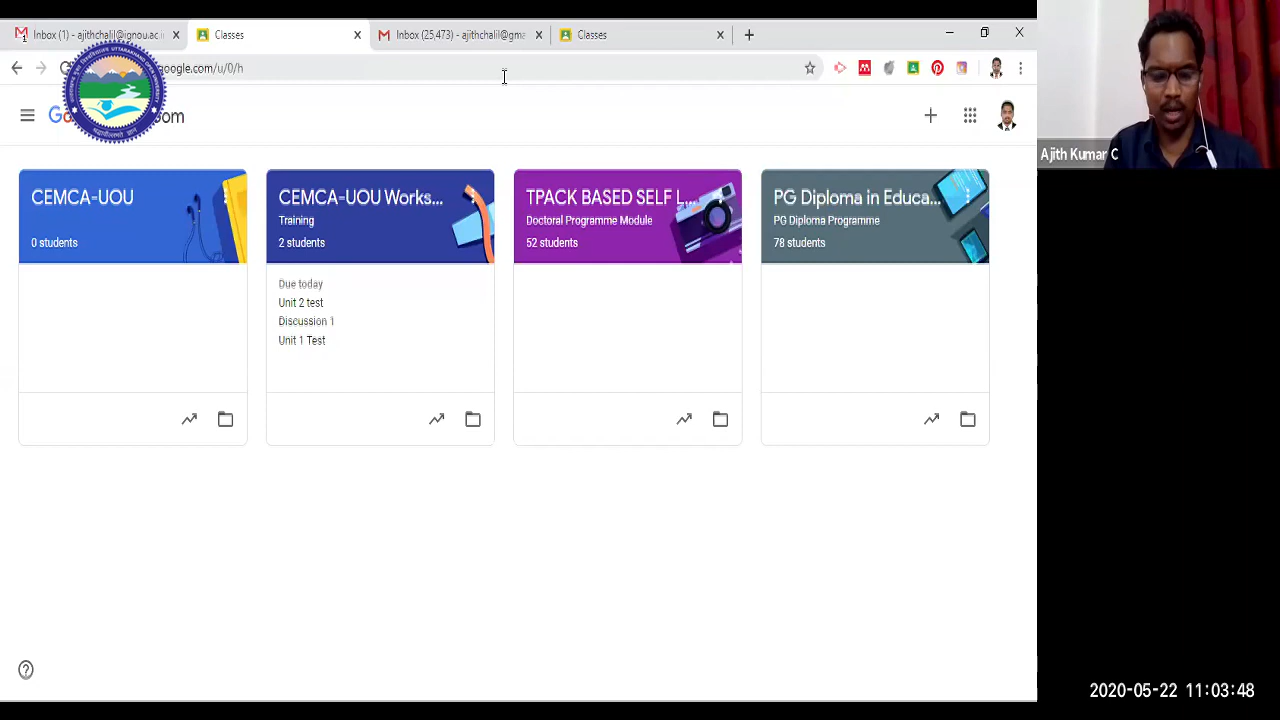 Inbox (1) - ajithchalil@ignou.ac.i
Classes
Inbox (25,473) - ajithchalil@gma
Classes
google.com/u/0/h
om
Ajith Kumar C
CEMCA-UOU
0 students
CEMCA-UOU Works...
Training
2 students
Due today
Unit 2 test
Discussion 1
Unit 1 Test
TPACK BASED SELF L...
Doctoral Programme Module
52 students
PG Diploma in Educa...
PG Diploma Programme
78 students
2020-05-22 11:03:48